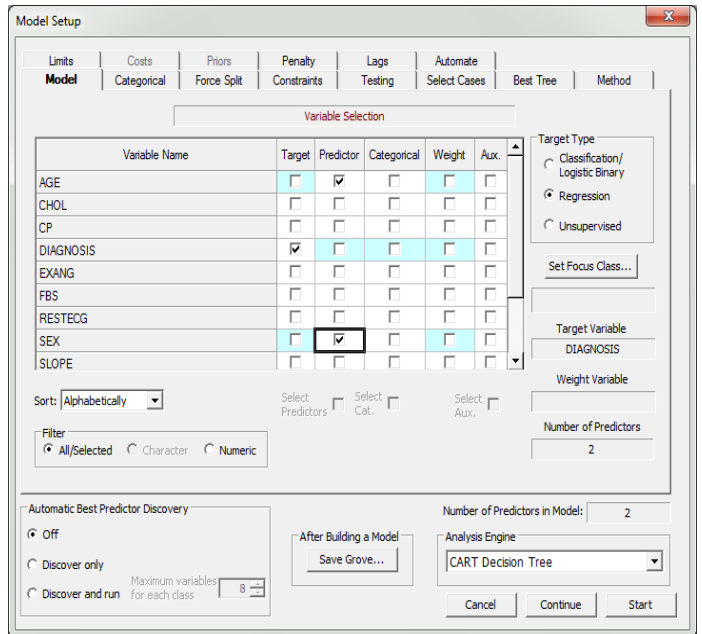 Model Setup
x
Limits Costs Priors Penalty Lags Automate
Model Categorical Force Split Constraints Testing Select Cases Best Tree Method
Variable Selection
Variable Name Target Predictor Categorical Weight Aux.
AGE
CHOL
CP
DIAGNOSIS
EXANG
FBS
RESTECG
SEX
SLOPE
Target Type
Classification/
Logistic Binary
Regression
Unsupervised
Set Focus Class...
Target Variable
DIAGNOSIS
Weight Variable
Number of Predictors
2
Sort: Alphabetically
Select
Predictors
Select
Cat.
Select
Aux.
Filter
All/Selected Character Numeric
Automatic Best Predictor Discovery
Off
Discover only
Discover and run
Maximum variables
for each class
8
After Building a Model
Save Grove...
Number of Predictors in Model: 2
Analysis Engine
CART Decision Tree
Cancel Continue Start